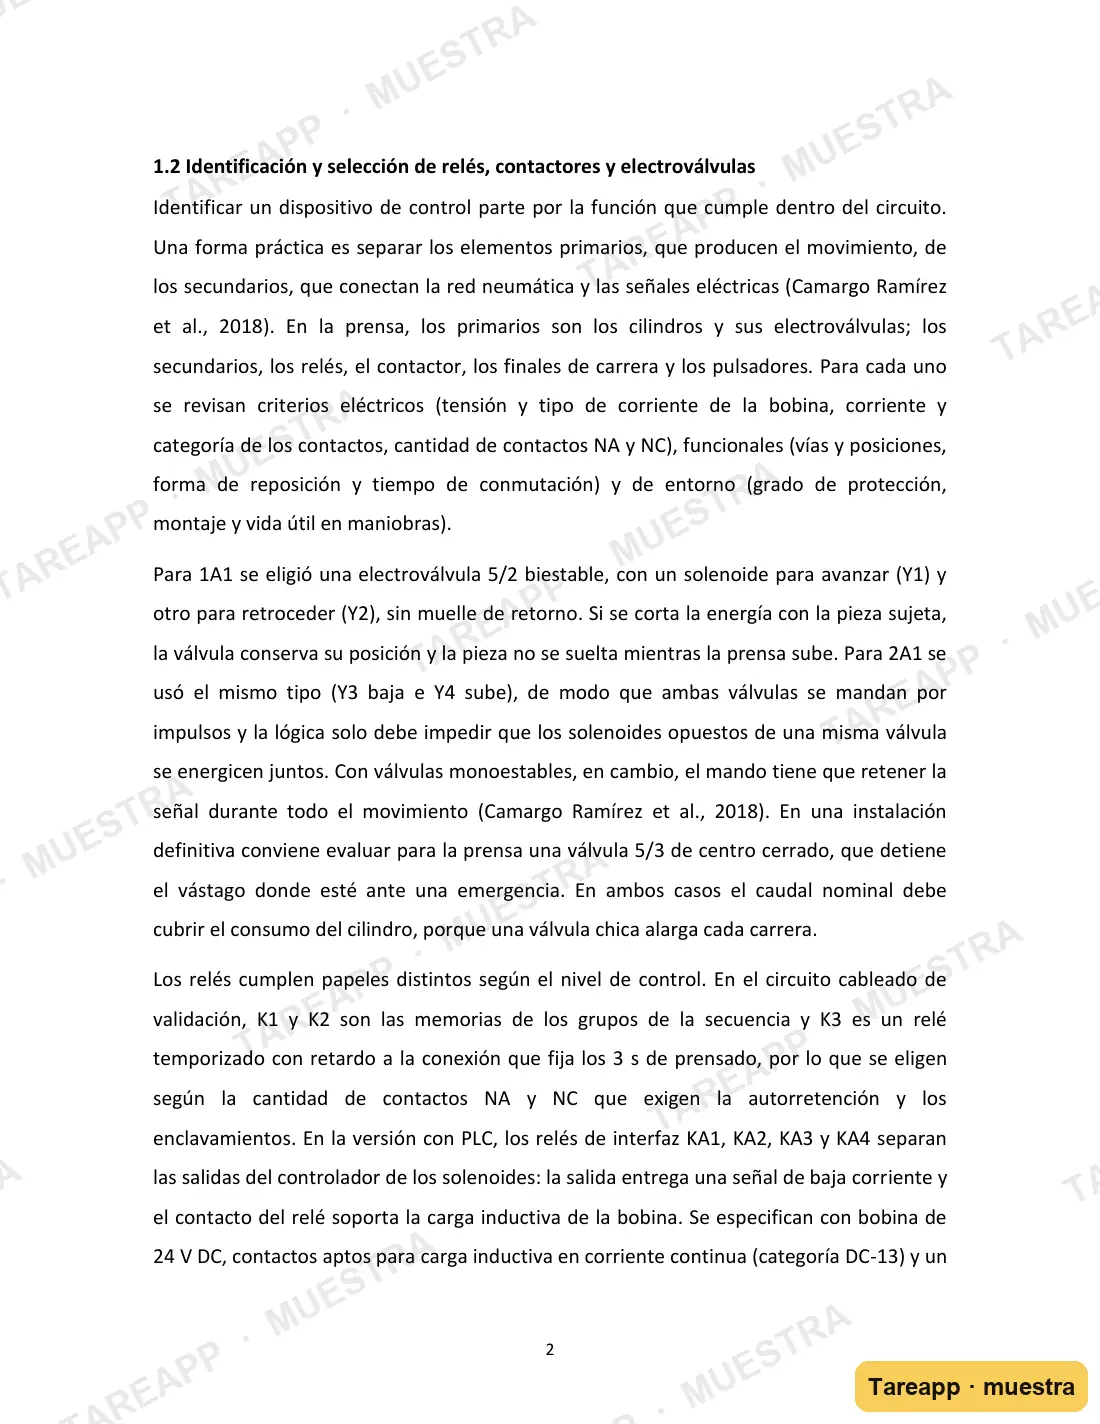 1.2 Identificación y selección de relés, contactores y electroválvulas
Identificar un dispositivo de control parte por la función que cumple dentro del circuito.
Una forma práctica es separar los elementos primarios, que producen el movimiento, de
los secundarios, que conectan la red neumática y las señales eléctricas (Camargo Ramírez
et al., 2018). En la prensa, los primarios son los cilindros y sus electroválvulas; los
secundarios, los relés, el contactor, los finales de carrera y los pulsadores. Para cada uno
se revisan criterios eléctricos (tensión y tipo de corriente de la bobina, corriente y
categoría de los contactos, cantidad de contactos NA y NC), funcionales (vías y posiciones,
forma de reposición y tiempo de conmutación) y de entorno (grado de protección,
montaje y vida útil en maniobras).
Para 1A1 se eligió una electroválvula 5/2 biestable, con un solenoide para avanzar (Y1) y
otro para retroceder (Y2), sin muelle de retorno. Si se corta la energía con la pieza sujeta,
la válvula conserva su posición y la pieza no se suelta mientras la prensa sube. Para 2A1 se
usó el mismo tipo (Y3 baja e Y4 sube), de modo que ambas válvulas se mandan por
impulsos y la lógica solo debe impedir que los solenoides opuestos de una misma válvula
se energicen juntos. Con válvulas monoestables, en cambio, el mando tiene que retener la
señal durante todo el movimiento (Camargo Ramírez et al., 2018). En una instalación
definitiva conviene evaluar para la prensa una válvula 5/3 de centro cerrado, que detiene
el vástago donde esté ante una emergencia. En ambos casos el caudal nominal debe
cubrir el consumo del cilindro, porque una válvula chica alarga cada carrera.
Los relés cumplen papeles distintos según el nivel de control. En el circuito cableado de
validación, K1 y K2 son las memorias de los grupos de la secuencia y K3 es un relé
temporizado con retardo a la conexión que fija los 3 s de prensado, por lo que se eligen
según la cantidad de contactos NA y NC que exigen la autorretención y los
enclavamientos. En la versión con PLC, los relés de interfaz KA1, KA2, KA3 y KA4 separan
las salidas del controlador de los solenoides: la salida entrega una señal de baja corriente y
el contacto del relé soporta la carga inductiva de la bobina. Se especifican con bobina de
24 V DC, contactos aptos para carga inductiva en corriente continua (categoría DC-13) y un
2
Tareapp · muestra